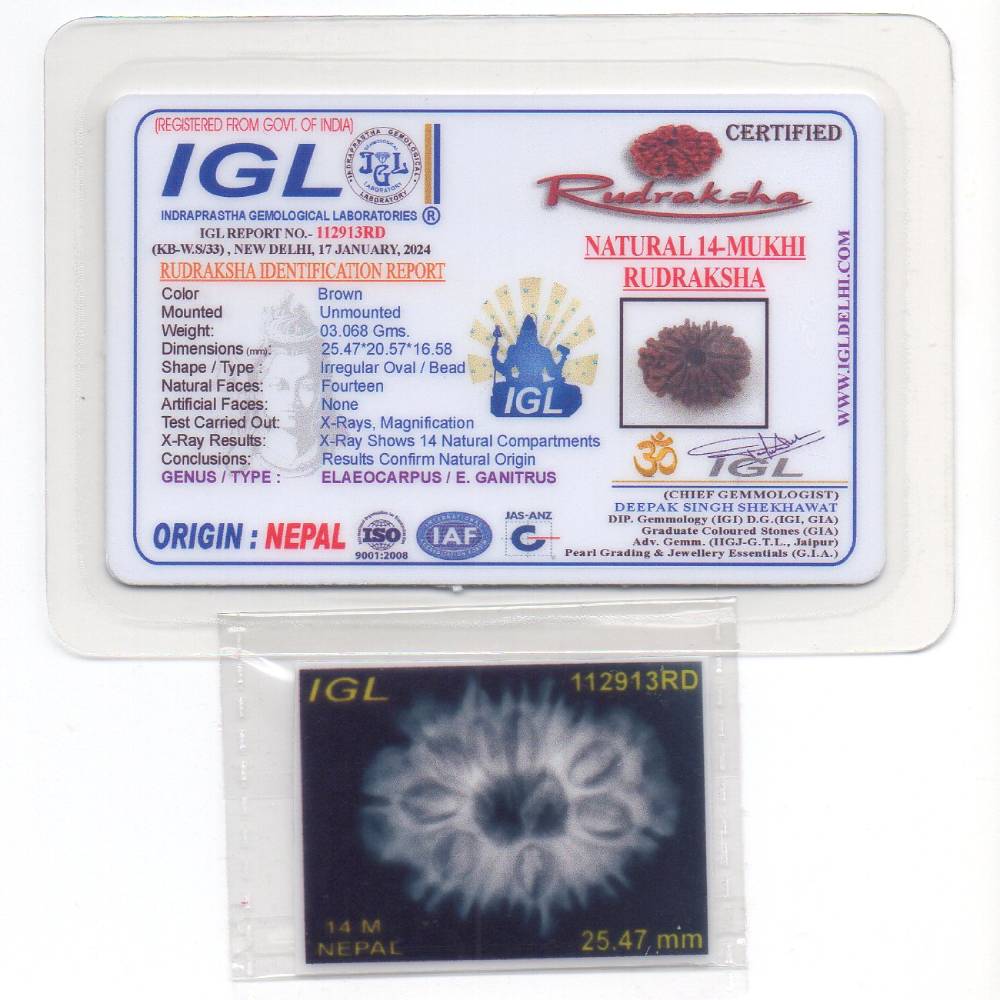 (REGISTERED FROM GOVT. OF INDIA)
IGL
INDRAPRASTHA GEMOLOGICAL LABORATORY
IGL
INDRAPRASTHA GEMOLOGICAL LABORATORIES ®
IGL REPORT NO.- 112913RD
(KB-W.S/33) , NEW DELHI, 17 JANUARY, 2024
RUDRAKSHA IDENTIFICATION REPORT
Color Brown
Mounted Unmounted
Weight: 03.068 Gms.
Dimensions (mm): 25.47*20.57*16.58
Shape / Type : Irregular Oval / Bead
Natural Faces: Fourteen
Artificial Faces: None
Test Carried Out: X-Rays, Magnification
X-Ray Results: X-Ray Shows 14 Natural Compartments
Conclusions: Results Confirm Natural Origin
GENUS / TYPE : ELAEOCARPUS / E. GANITRUS
ORIGIN : NEPAL
ISO
9001:2008
IAF
JAS-ANZ
IGL
CERTIFIED
Rudraksha
NATURAL 14-MUKHI
RUDRAKSHA
WWW.IGLDELHI.COM
ॐ
IGL
(CHIEF GEMMOLOGIST)
DEEPAK SINGH SHEKHAWAT
DIP. Gemmology (IGI) D.G.(IGI, GIA)
Graduate Coloured Stones (GIA)
Adv. Gemm. (IIGJ-G.T.L., Jaipur)
Pearl Grading & Jewellery Essentials (G.I.A.)
IGL 112913RD
14 M
NEPAL 25.47 mm